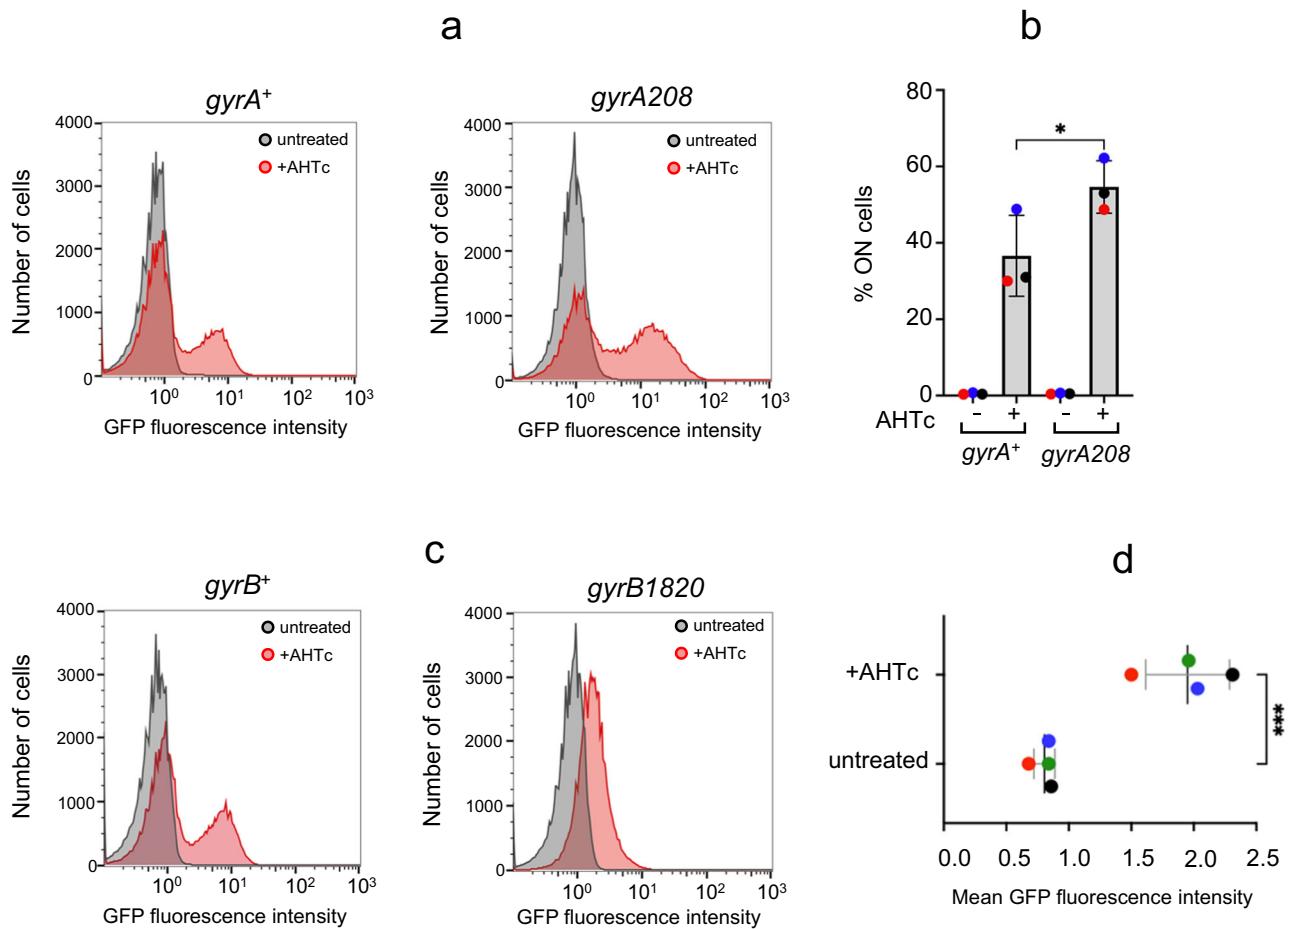 a
gyrA+
4000
3000
2000
1000
0
Number of cells
untreated
+AHTc
10⁰ 10¹ 10² 10³
GFP fluorescence intensity
gyrA208
4000
3000
2000
1000
0
Number of cells
untreated
+AHTc
10⁰ 10¹ 10² 10³
GFP fluorescence intensity
b
80
60
40
20
0
% ON cells
*
AHTc - + - +
gyrA+ gyrA208
c
gyrB+
4000
3000
2000
1000
0
Number of cells
untreated
+AHTc
10⁰ 10¹ 10² 10³
GFP fluorescence intensity
gyrB1820
4000
3000
2000
1000
0
Number of cells
untreated
+AHTc
10⁰ 10¹ 10² 10³
GFP fluorescence intensity
d
+AHTc
untreated
***
0.0 0.5 1.0 1.5 2.0 2.5
Mean GFP fluorescence intensity